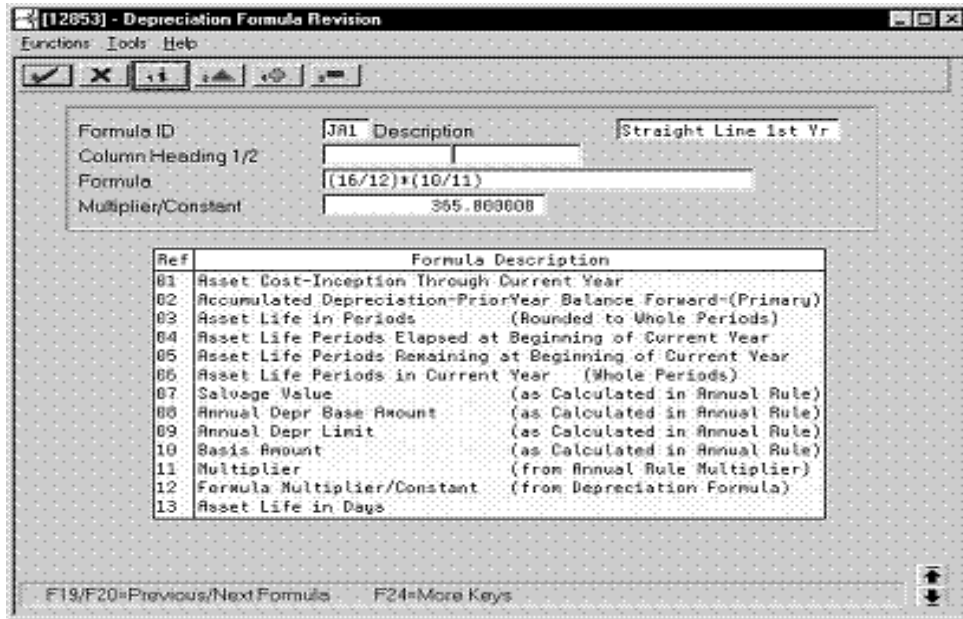 [12853] - Depreciation Formula Revision
Functions Tools Help
Formula ID JA1 Description Straight Line 1st Yr
Column Heading 1/2
Formula (16/12)*(10/11)
Multiplier/Constant 365.000000
Ref Formula Description
01 Asset Cost-Inception Through Current Year
02 Accumulated Depreciation-PriorYear Balance Forward-(Primary)
03 Asset Life in Periods (Rounded to Whole Periods)
04 Asset Life Periods Elapsed at Beginning of Current Year
05 Asset Life Periods Remaining at Beginning of Current Year
06 Asset Life Periods in Current Year (Whole Periods)
07 Salvage Value (as Calculated in Annual Rule)
08 Annual Depr Base Amount (as Calculated in Annual Rule)
09 Annual Depr Limit (as Calculated in Annual Rule)
10 Basis Amount (as Calculated in Annual Rule)
11 Multiplier (from Annual Rule Multiplier)
12 Formula Multiplier/Constant (from Depreciation Formula)
13 Asset Life in Days
F19/F20=Previous/Next Formula F24=More Keys